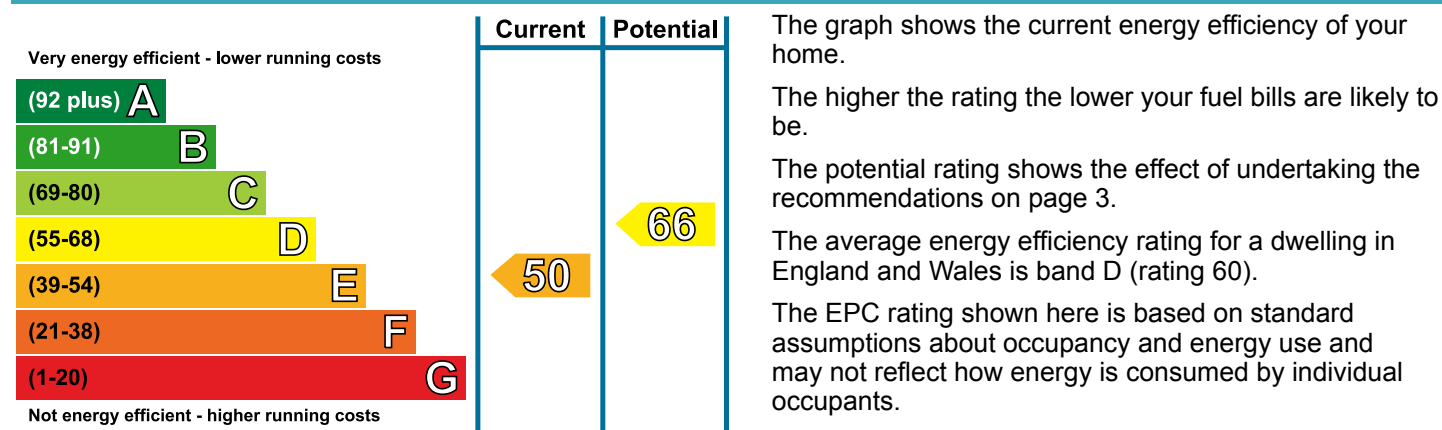 Current Potential
Very energy efficient - lower running costs
(92 plus) A
(81-91) B
(69-80) C
(55-68) D
(39-54) E
(21-38) F
(1-20) G
Not energy efficient - higher running costs
50
66
The graph shows the current energy efficiency of your
home.
The higher the rating the lower your fuel bills are likely to
be.
The potential rating shows the effect of undertaking the
recommendations on page 3.
The average energy efficiency rating for a dwelling in
England and Wales is band D (rating 60).
The EPC rating shown here is based on standard
assumptions about occupancy and energy use and
may not reflect how energy is consumed by individual
occupants.